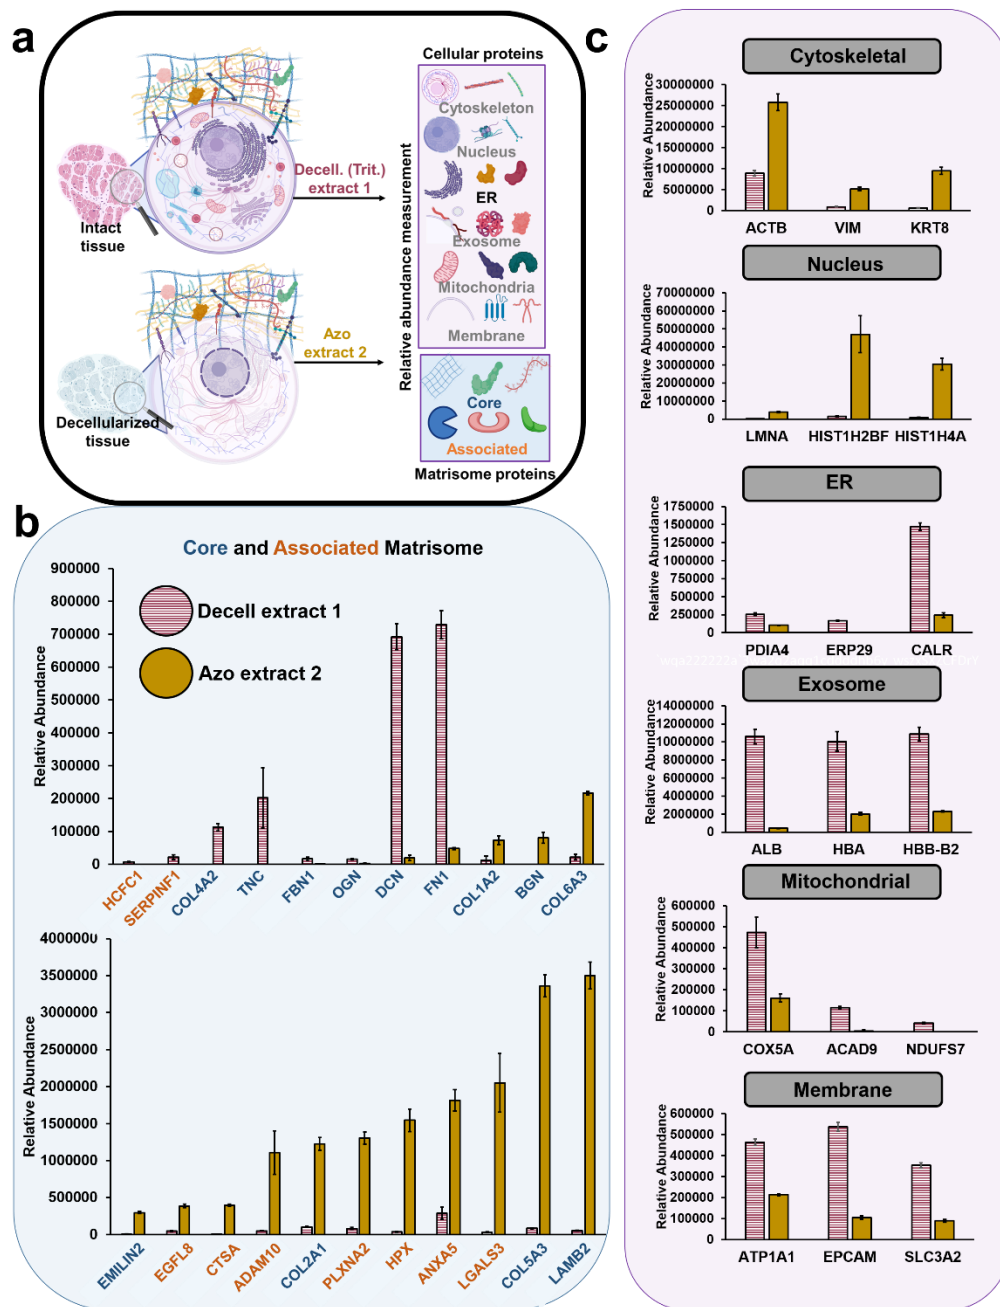 a
Intact
tissue
Decell. (Trit.)
extract 1
Decellularized
tissue
Azo
extract 2
Relative abundance measurement
Cellular proteins
Cytoskeleton
Nucleus
ER
Exosome
Mitochondria
Membrane
Core
Associated
Matrisome proteins
b
Core and Associated Matrisome
Decell extract 1
Azo extract 2
Relative Abundance
900000
800000
700000
600000
500000
400000
300000
200000
100000
0
HCFC1
SERPINF1
COL4A2
TNC
FBN1
OGN
DCN
FN1
COL1A2
BGN
COL6A3
Relative Abundance
4000000
3500000
3000000
2500000
2000000
1500000
1000000
500000
0
EMILIN2
EGFL8
CTSA
ADAM10
COL2A1
PLXNA2
HPX
ANXA5
LGALS3
COL5A3
LAMB2
c
Cytoskeletal
Relative Abundance
30000000
25000000
20000000
15000000
10000000
5000000
0
ACTB VIM KRT8
Nucleus
Relative Abundance
70000000
60000000
50000000
40000000
30000000
20000000
10000000
0
LMNA HIST1H2BF HIST1H4A
ER
Relative Abundance
1750000
1500000
1250000
1000000
750000
500000
250000
0
PDIA4 ERP29 CALR
Exosome
Relative Abundance
14000000
12000000
10000000
8000000
6000000
4000000
2000000
0
ALB HBA HBB-B2
Mitochondrial
Relative Abundance
600000
500000
400000
300000
200000
100000
0
COX5A ACAD9 NDUFS7
Membrane
Relative Abundance
600000
500000
400000
300000
200000
100000
0
ATP1A1 EPCAM SLC3A2